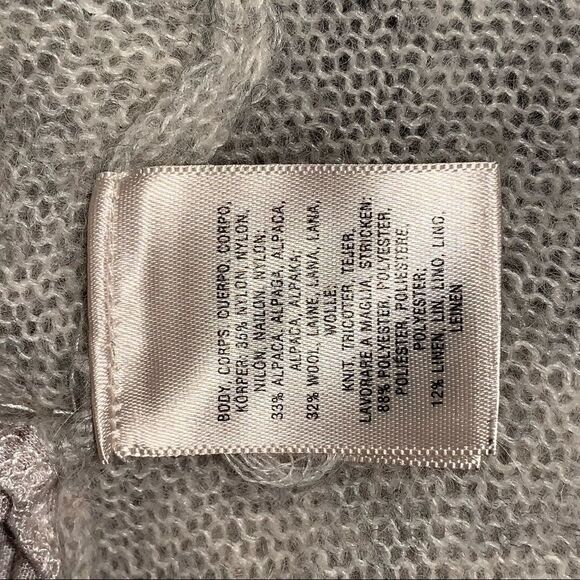 BODY, CORPS, CUERPO, CORPO,
KÖRPER: 35% NYLON, NYLON,
NILÓN, NAILON, NYLON,
33% ALPACA, ALPAGA, ALPACA,
ALPACA, ALPAKA,
32% WOOL, LAINE, LANA, LANA,
WOLLE;
KNIT, TRICOTER, TEJER,
LAVORARE A MAGLIA, STRICKEN:
88% POLYESTER, POLYESTER,
POLIESTER, POLIESTERE,
POLYESTER,
12% LINEN, LIN, LINO, LINO,
LEINEN